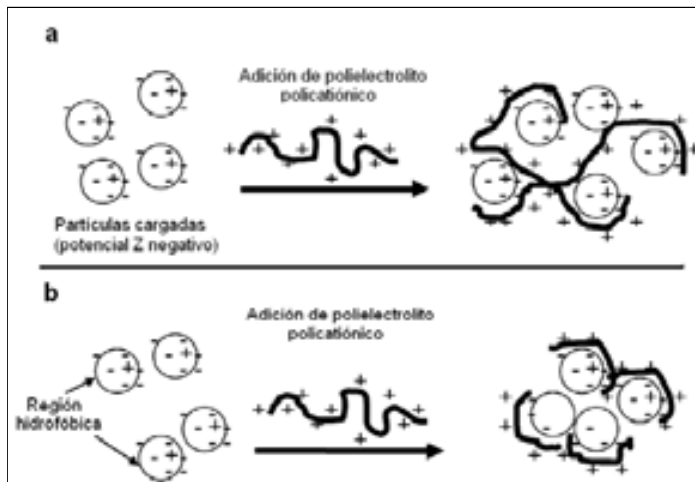 a
Adición de polielectrolito
policatiónico
Partículas cargadas
(potencial Z negativo)
b
Adición de polielectrolito
policatiónico
Región
hidrofóbica